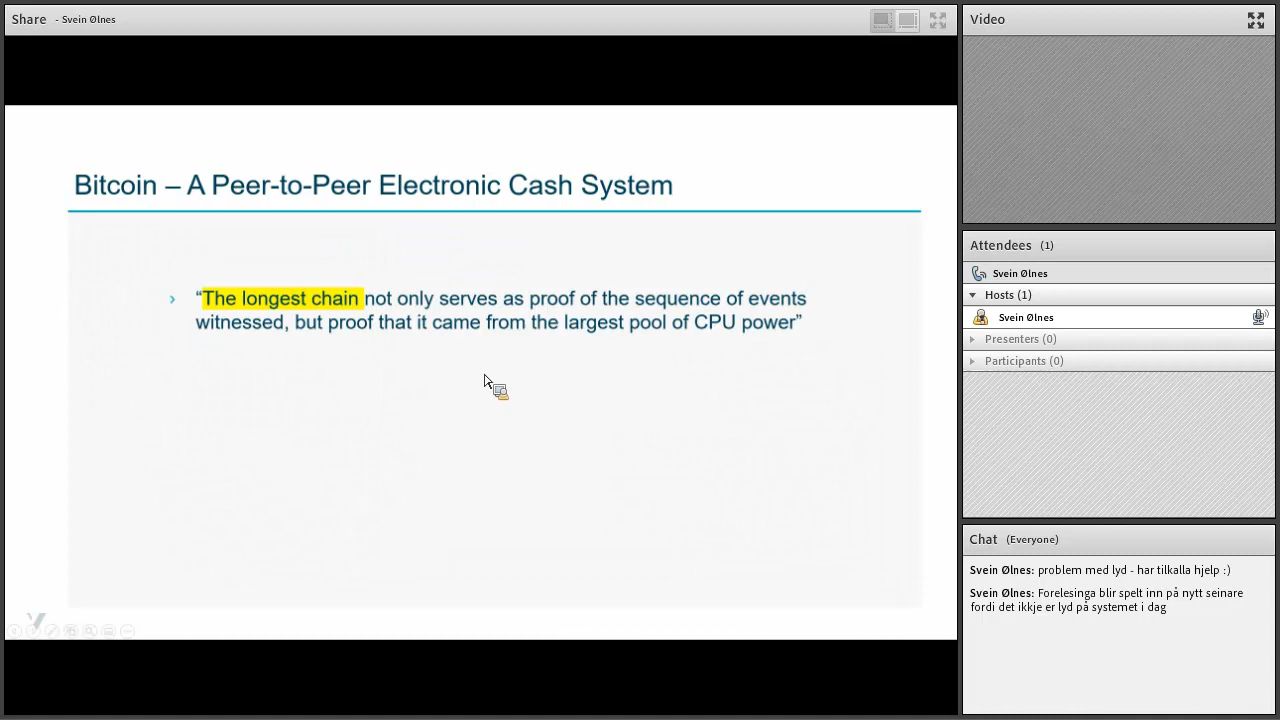 Share - Svein Ølnes
Bitcoin – A Peer-to-Peer Electronic Cash System
› “The longest chain not only serves as proof of the sequence of events
witnessed, but proof that it came from the largest pool of CPU power”
Video
Attendees (1)
Svein Ølnes
Hosts (1)
Svein Ølnes
Presenters (0)
Participants (0)
Chat (Everyone)
Svein Ølnes: problem med lyd - har tilkalla hjelp :)
Svein Ølnes: Forelesinga blir spelt inn på nytt seinare
fordi det ikkje er lyd på systemet i dag